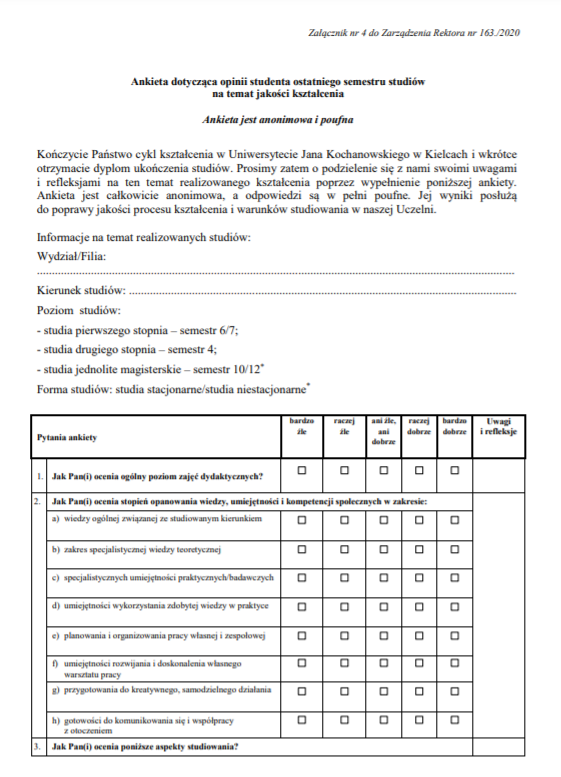 Załącznik nr 4 do Zarządzenia Rektora nr 163./2020
Ankieta dotycząca opinii studenta ostatniego semestru studiów
na temat jakości kształcenia
Ankieta jest anonimowa i poufna
Kończycie Państwo cykl kształcenia w Uniwersytecie Jana Kochanowskiego w Kielcach i wkrótce
otrzymacie dyplom ukończenia studiów. Prosimy zatem o podzielenie się z nami swoimi uwagami
i refleksjami na ten temat realizowanego kształcenia poprzez wypełnienie poniższej ankiety.
Ankieta jest całkowicie anonimowa, a odpowiedzi są w pełni poufne. Jej wyniki posłużą
do poprawy jakości procesu kształcenia i warunków studiowania w naszej Uczelni.
Informacje na temat realizowanych studiów:
Wydział/Filia:
Kierunek studiów:
Poziom studiów:
- studia pierwszego stopnia – semestr 6/7;
- studia drugiego stopnia – semestr 4;
- studia jednolite magisterskie – semestr 10/12*
Forma studiów: studia stacjonarne/studia niestacjonarne*
Pytania ankiety
bardzo
źle
raczej
źle
ani źle,
ani
dobrze
raczej
dobrze
bardzo
dobrze
Uwagi
i refleksje
1. Jak Pan(i) ocenia ogólny poziom zajęć dydaktycznych?
2. Jak Pan(i) ocenia stopień opanowania wiedzy, umiejętności i kompetencji społecznych w zakresie:
a) wiedzy ogólnej związanej ze studiowanym kierunkiem
b) zakres specjalistycznej wiedzy teoretycznej
c) specjalistycznych umiejętności praktycznych/badawczych
d) umiejętności wykorzystania zdobytej wiedzy w praktyce
e) planowania i organizowania pracy własnej i zespołowej
f) umiejętności rozwijania i doskonalenia własnego
warsztatu pracy
g) przygotowania do kreatywnego, samodzielnego działania
h) gotowości do komunikowania się i współpracy
z otoczeniem
3. Jak Pan(i) ocenia poniższe aspekty studiowania?